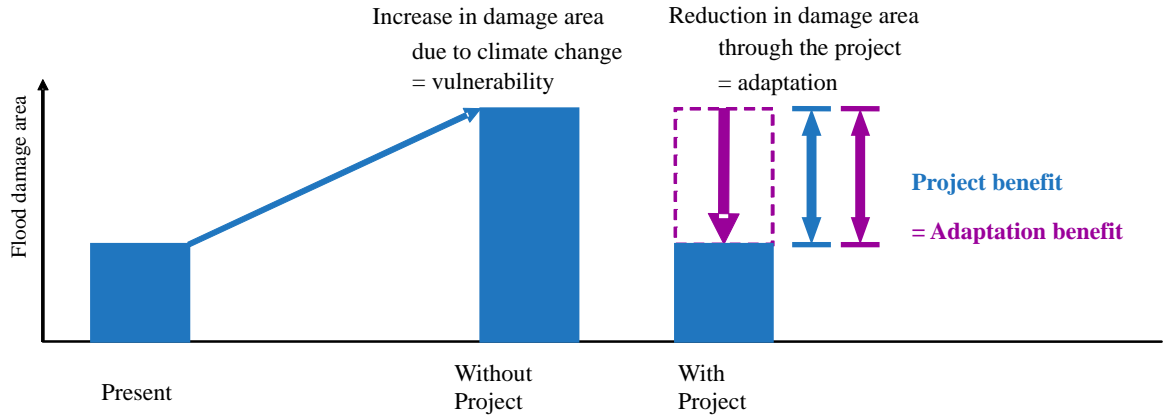 Increase in damage area
due to climate change
= vulnerability
Reduction in damage area
through the project
= adaptation
Flood damage area
Project benefit
= Adaptation benefit
Present
Without
Project
With
Project